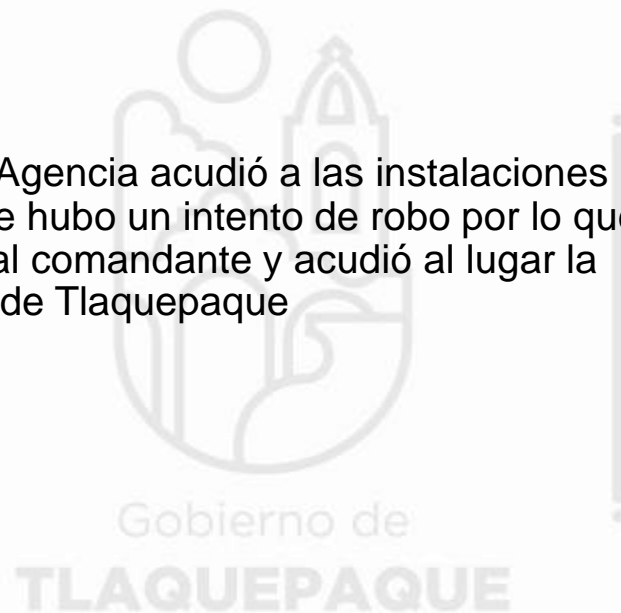 Agencia acudió a las instalaciones
hubo un intento de robo por lo que
al comandante y acudió al lugar la
de Tlaquepaque
Gobierno de
TLAQUEPAQUE